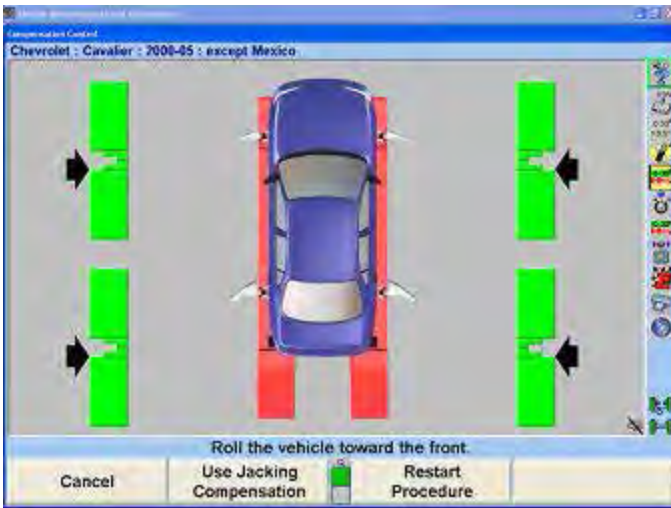 Compensation Control
Chevrolet : Cavalier : 2000-05 : except Mexico
Roll the vehicle toward the front.
Cancel
Use Jacking
Compensation
Restart
Procedure